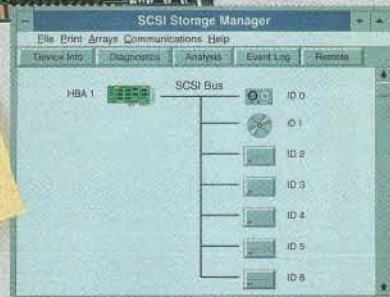 SCSI Storage Manager
File Print Arrays Communications Help
Device Info Diagnostics Analysis Event Log Remote
HBA 1 SCSI Bus ID 0
ID 1
ID 2
ID 3
ID 4
ID 5
ID 6